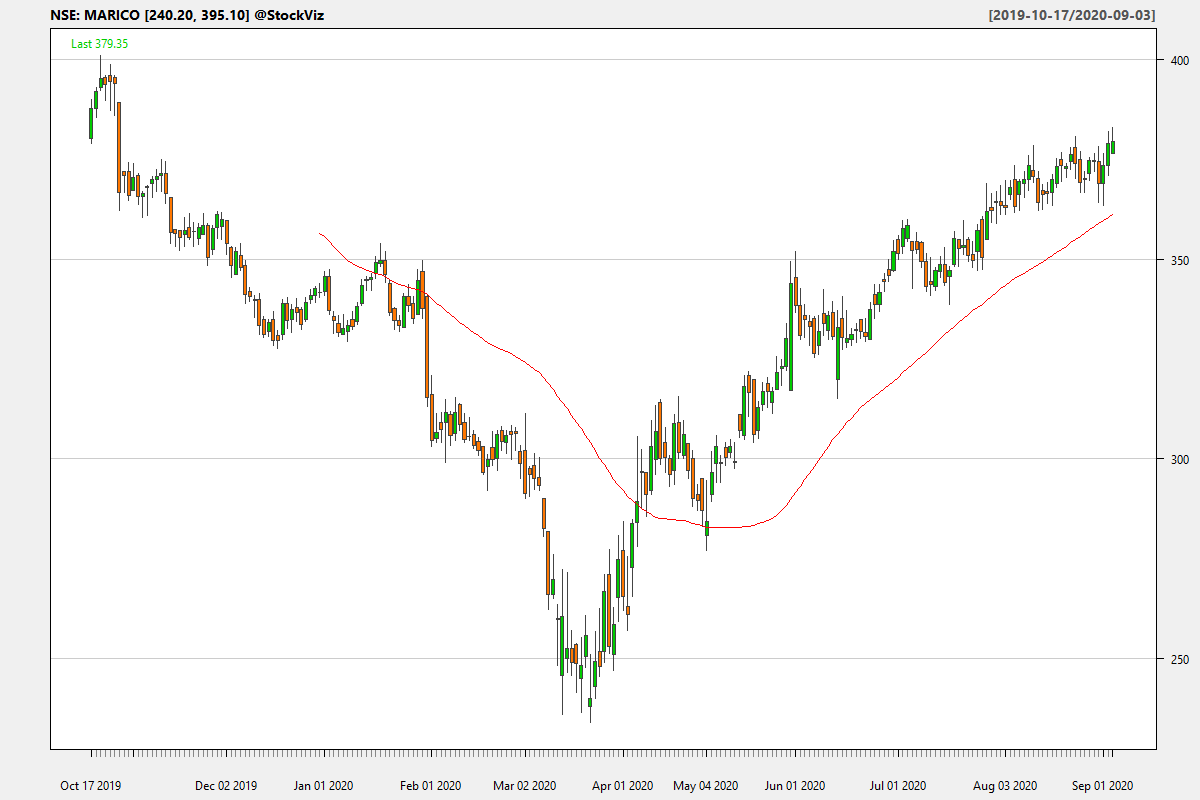 NSE: MARICO [240.20, 395.10] @StockViz
[2019-10-17/2020-09-03]
Last 379.35
400
350
300
250
Oct 17 2019
Dec 02 2019
Jan 01 2020
Feb 01 2020
Mar 02 2020
Apr 01 2020
May 04 2020
Jun 01 2020
Jul 01 2020
Aug 03 2020
Sep 01 2020